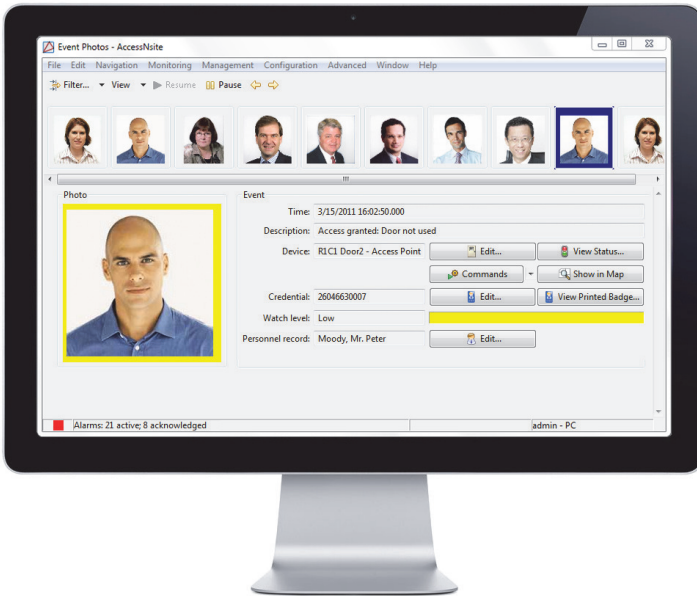 Event Photos - AccessNsite
File Edit Navigation Monitoring Management Configuration Advanced Window Help
Filter... View Resume Pause
Photo
Event
Time: 3/15/2011 16:02:50.000
Description: Access granted: Door not used
Device: R1C1 Door2 - Access Point Edit... View Status...
Commands Show in Map
Credential: 26046630007 Edit... View Printed Badge...
Watch level: Low
Personnel record: Moody, Mr. Peter Edit...
Alarms: 21 active; 8 acknowledged admin - PC